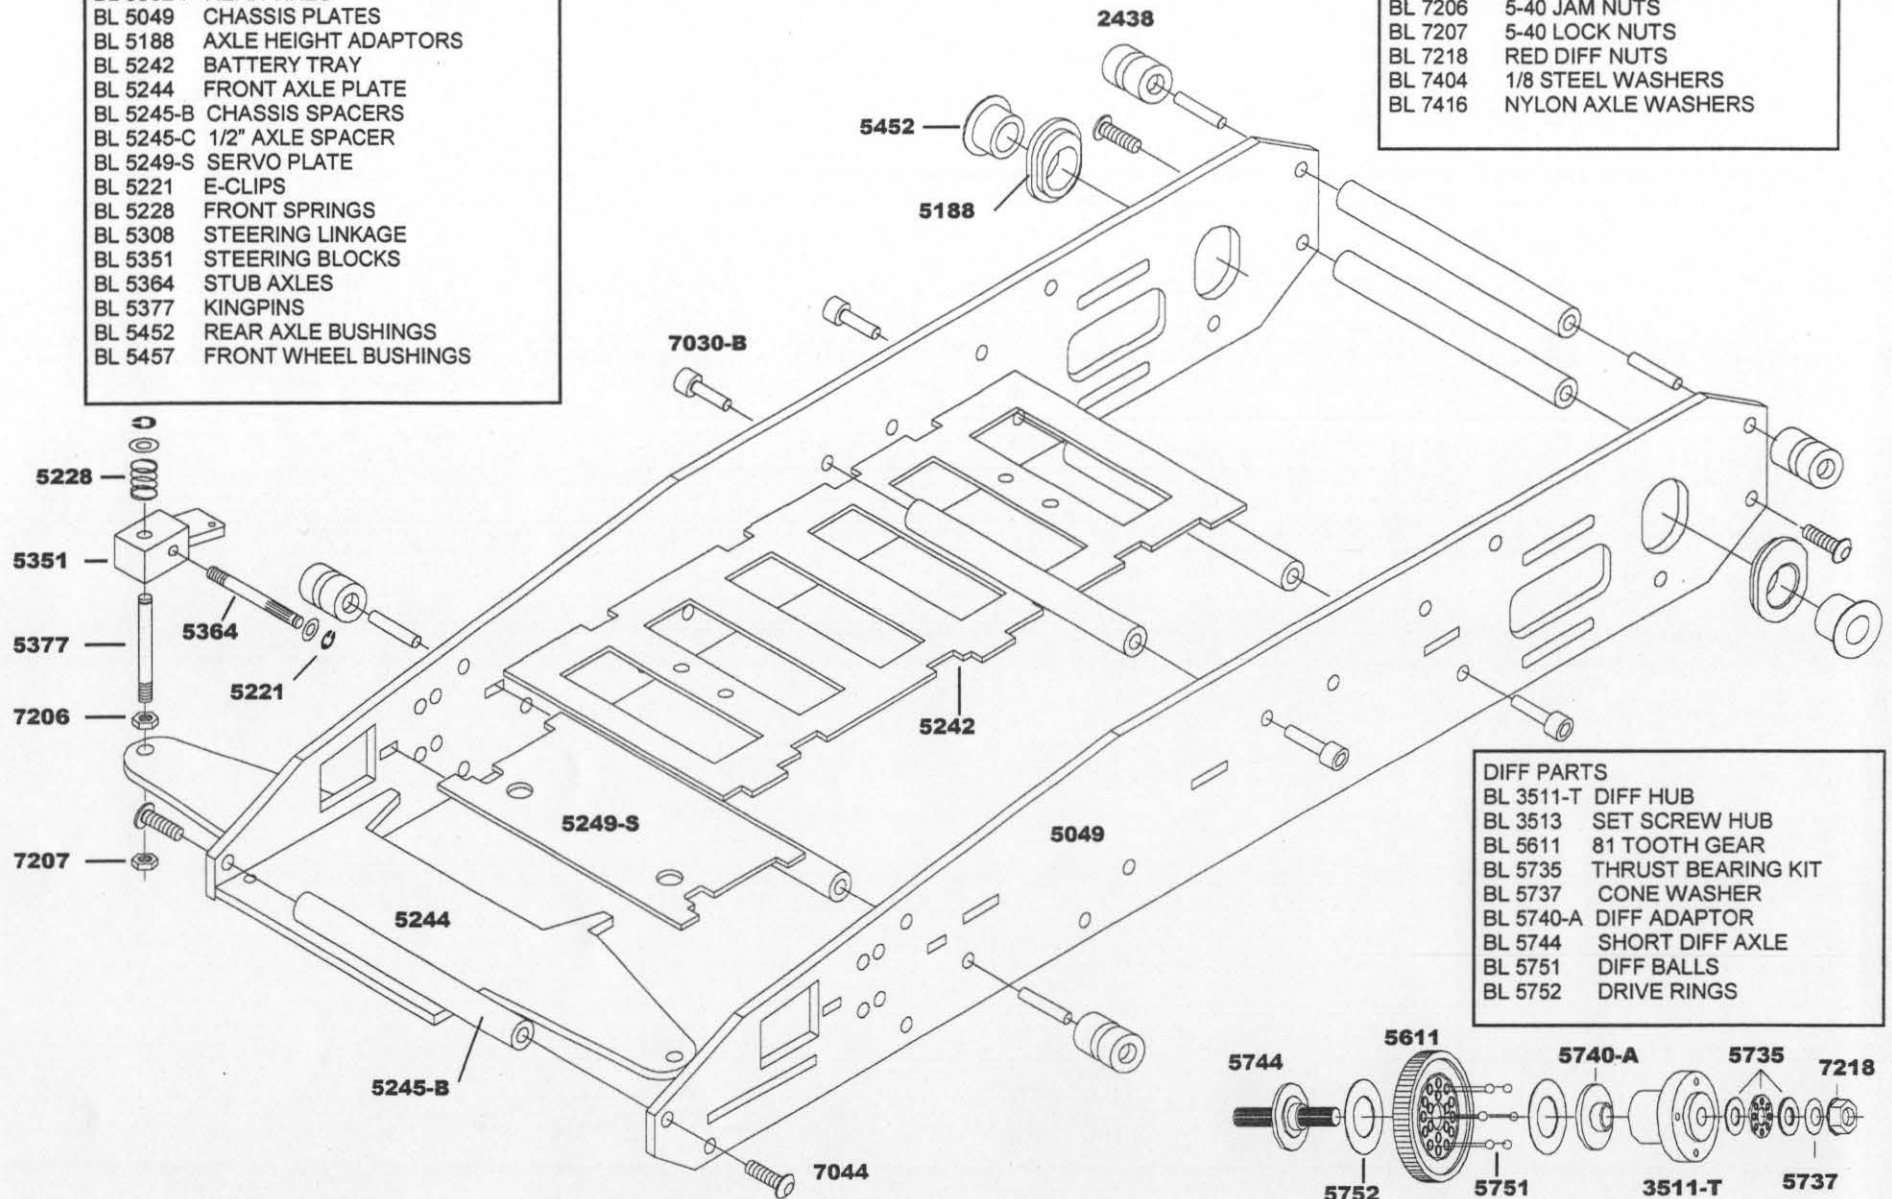 BL 5049 CHASSIS PLATES
BL 5188 AXLE HEIGHT ADAPTORS
BL 5242 BATTERY TRAY
BL 5244 FRONT AXLE PLATE
BL 5245-B CHASSIS SPACERS
BL 5245-C 1/2" AXLE SPACER
BL 5249-S SERVO PLATE
BL 5221 E-CLIPS
BL 5228 FRONT SPRINGS
BL 5308 STEERING LINKAGE
BL 5351 STEERING BLOCKS
BL 5364 STUB AXLES
BL 5377 KINGPINS
BL 5452 REAR AXLE BUSHINGS
BL 5457 FRONT WHEEL BUSHINGS
BL 7206 5-40 JAM NUTS
BL 7207 5-40 LOCK NUTS
BL 7218 RED DIFF NUTS
BL 7404 1/8 STEEL WASHERS
BL 7416 NYLON AXLE WASHERS
2438
5452
5188
7030-B
5228
5351
5364
5377
5221
7206
5242
7207
5249-S
5049
5244
5245-B
7044
DIFF PARTS
BL 3511-T DIFF HUB
BL 3513 SET SCREW HUB
BL 5611 81 TOOTH GEAR
BL 5735 THRUST BEARING KIT
BL 5737 CONE WASHER
BL 5740-A DIFF ADAPTOR
BL 5744 SHORT DIFF AXLE
BL 5751 DIFF BALLS
BL 5752 DRIVE RINGS
5744
5611
5740-A
5735
7218
5752
5751
3511-T
5737